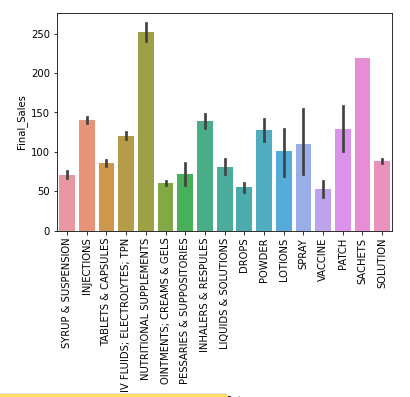 Final_Sales
250
200
150
100
50
0
SYRUP & SUSPENSION
INJECTIONS
TABLETS & CAPSULES
IV FLUIDS; ELECTROLYTES; TPN
NUTRITIONAL SUPPLEMENTS
OINTMENTS; CREAMS & GELS
PESSARIES & SUPPOSITORIES
INHALERS & RESPULES
LIQUIDS & SOLUTIONS
DROPS
POWDER
LOTIONS
SPRAY
VACCINE
PATCH
SACHETS
SOLUTION